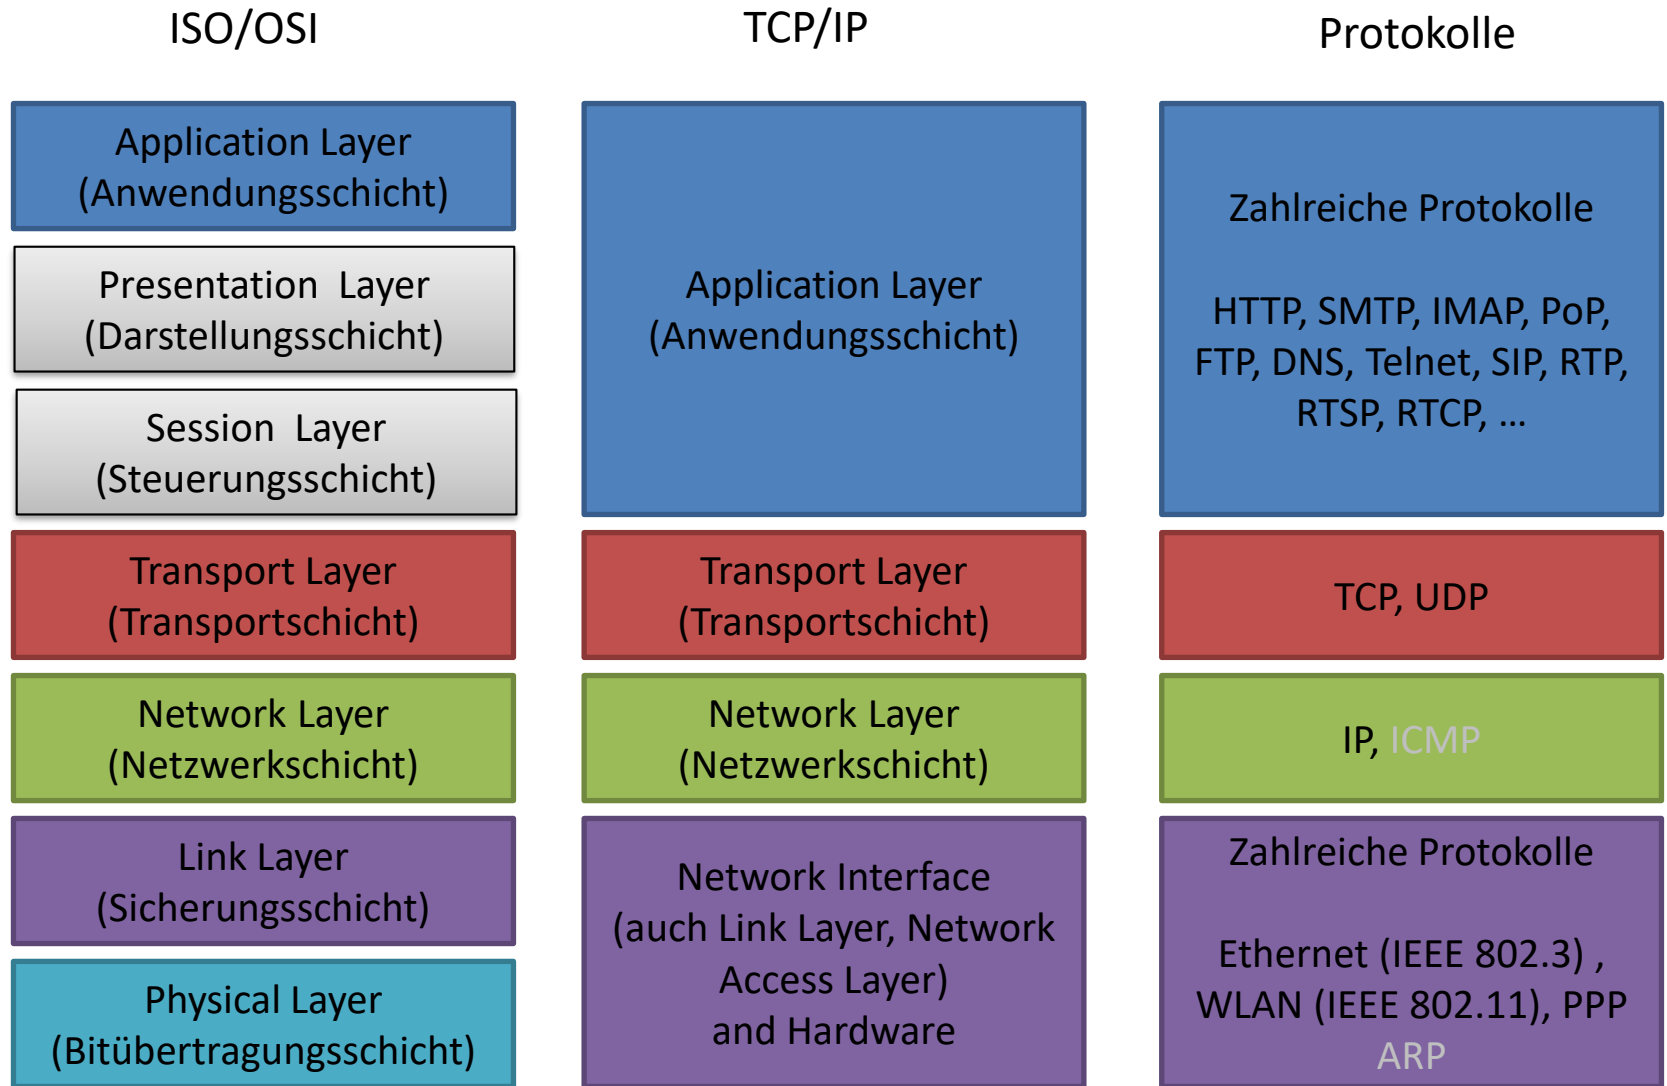 ISO/OSI
Application Layer
(Anwendungsschicht)
Presentation Layer
(Darstellungsschicht)
Session Layer
(Steuerungsschicht)
Transport Layer
(Transportschicht)
Network Layer
(Netzwerkschicht)
Link Layer
(Sicherungsschicht)
Physical Layer
(Bitübertragungsschicht)
TCP/IP
Application Layer
(Anwendungsschicht)
Transport Layer
(Transportschicht)
Network Layer
(Netzwerkschicht)
Network Interface
(auch Link Layer, Network
Access Layer)
and Hardware
Protokolle
Zahlreiche Protokolle
HTTP, SMTP, IMAP, PoP,
FTP, DNS, Telnet, SIP, RTP,
RTSP, RTCP, ...
TCP, UDP
IP, ICMP
Zahlreiche Protokolle
Ethernet (IEEE 802.3) ,
WLAN (IEEE 802.11), PPP
ARP